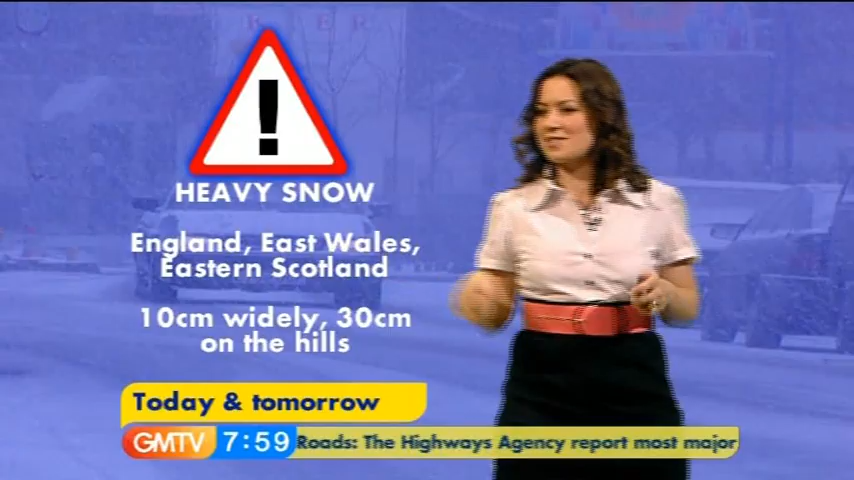 !
HEAVY SNOW
England, East Wales,
Eastern Scotland
10cm widely, 30cm
on the hills
Today & tomorrow
GMTV 7:59 Roads: The Highways Agency report most major